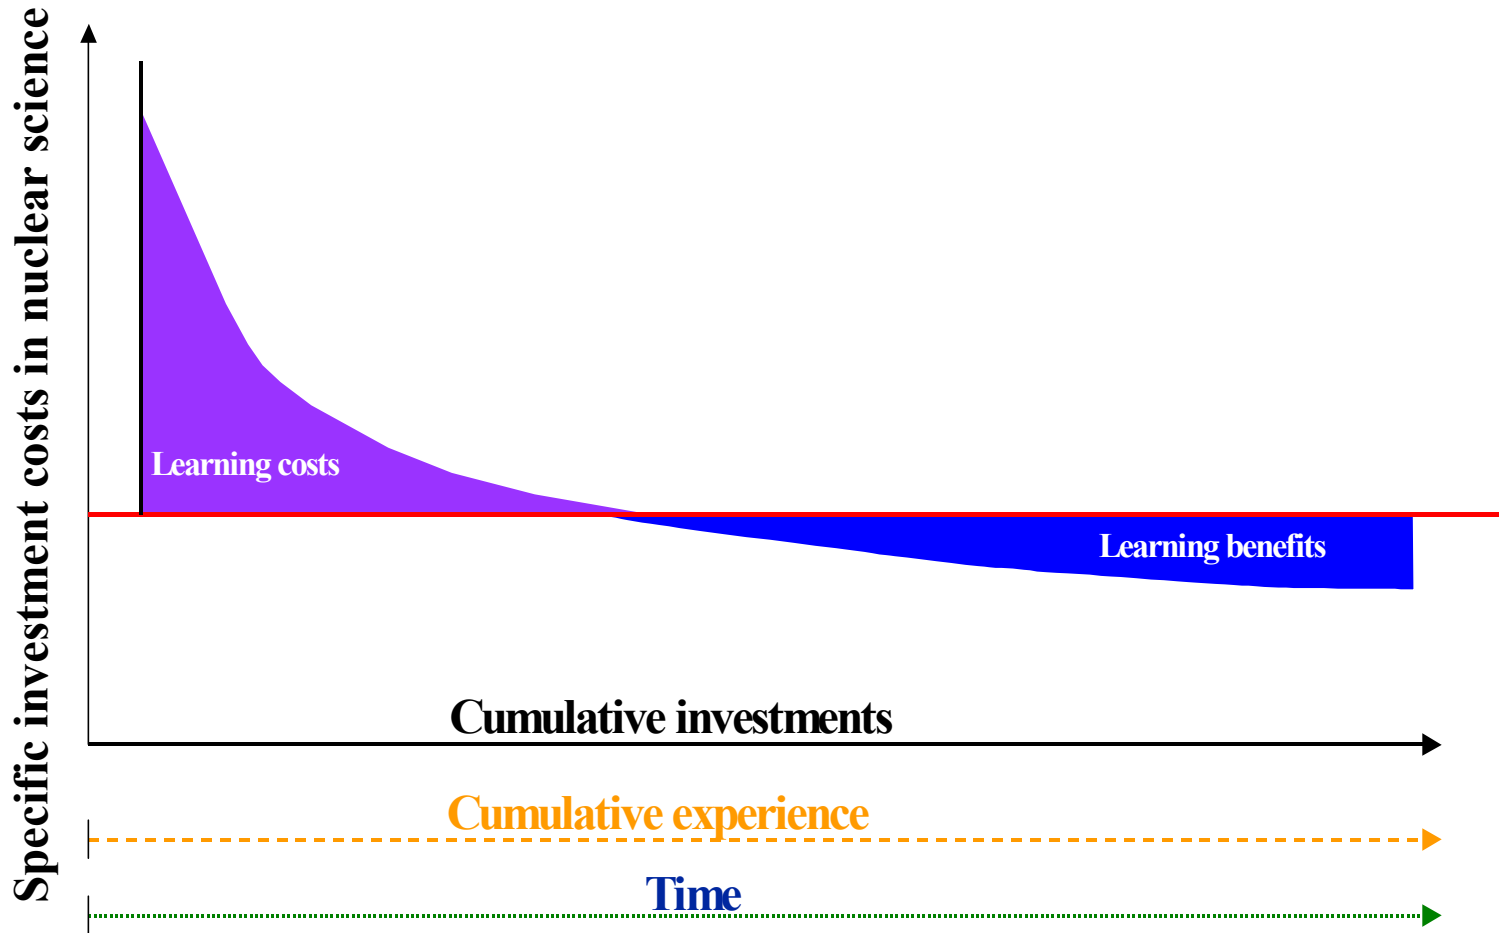 Specific investment costs in nuclear science
Learning costs
Learning benefits
Cumulative investments
Cumulative experience
Time